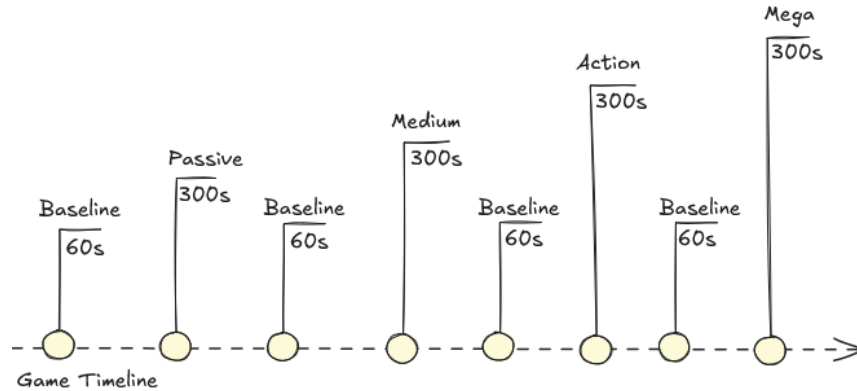 Baseline
60s
Passive
300s
Baseline
60s
Medium
300s
Baseline
60s
Action
300s
Baseline
60s
Mega
300s
Game Timeline